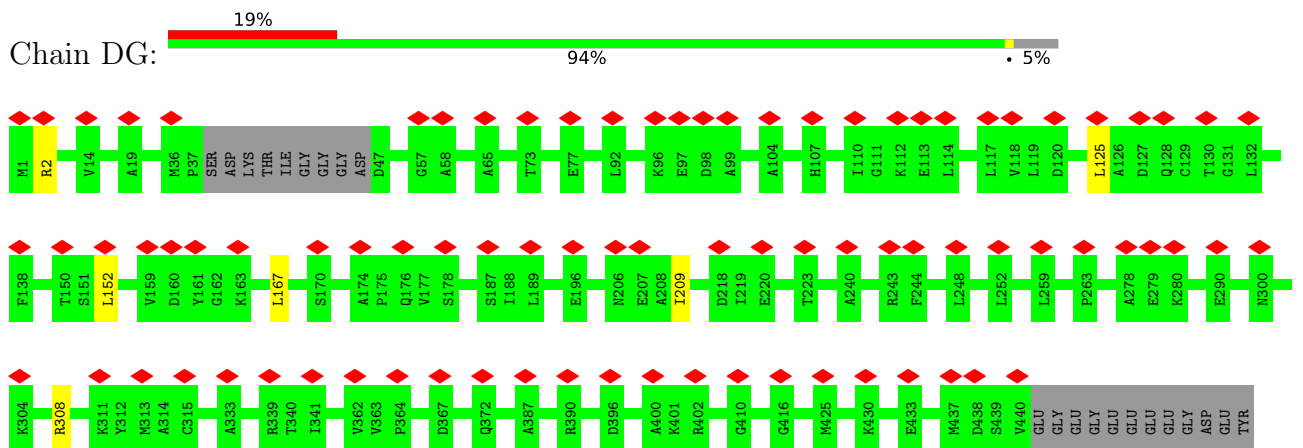 19%
Chain DG:
94%
• 5%
M1 R2 V14 A19 M36 P37 SER ASP LYS THR ILE GLY GLY GLY ASP D47 G57 A58 A65 T73 E77 L92 K96 E97 D98 A99 A104 H107 I110 G111 K112 E113 L114 L117 V118 L119 D120 L125 A126 D127 Q128 C129 T130 G131 L132
F138 T150 S151 L152 V159 D160 Y161 G162 K163 L167 S170 A174 P175 Q176 V177 S178 S187 I188 L189 E196 N206 E207 A208 I209 D218 I219 E220 T223 A240 R243 F244 L248 L252 L259 P263 A278 E279 K280 E290 N300
K304 R308 K311 Y312 M313 A314 C315 A333 R339 T340 I341 V362 V363 P364 D367 Q372 A387 R390 D396 A400 K401 R402 G410 G416 M425 K430 E433 M437 D438 S439 V440 GLU GLY GLU GLY GLU GLU GLU GLU GLY ASP GLU TYR